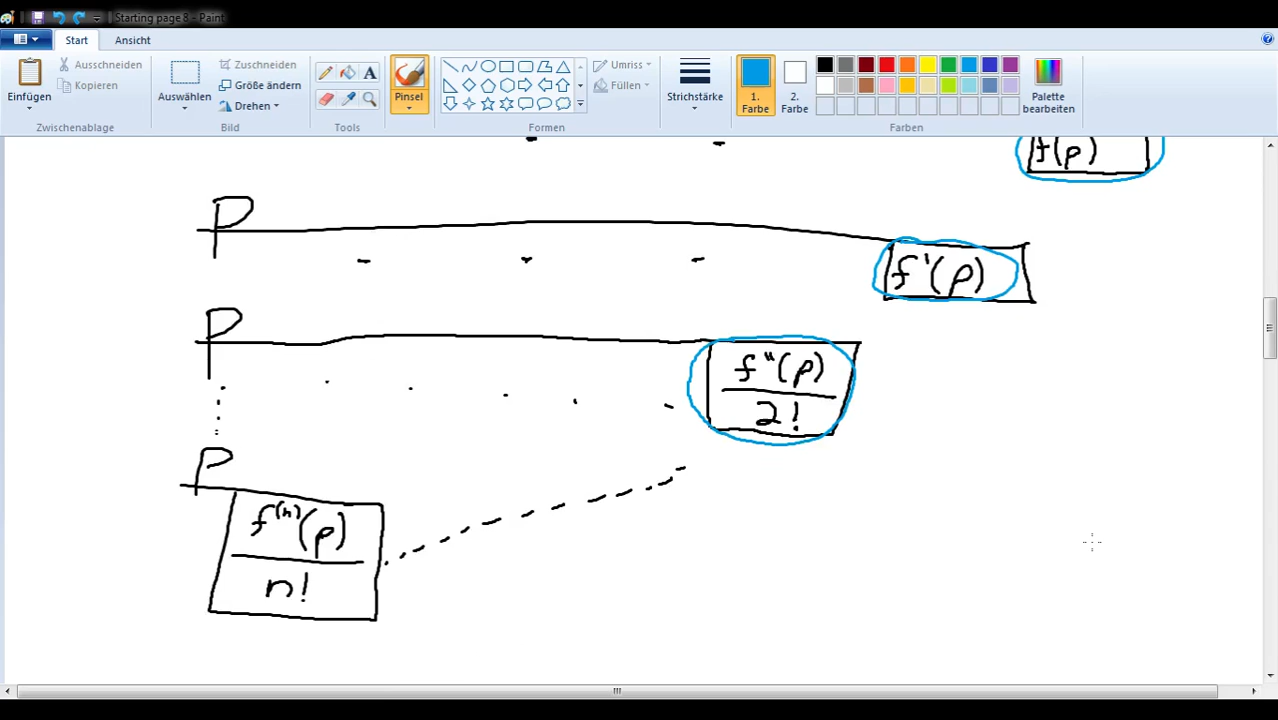 Starting page 8 - Paint
Start Ansicht
Einfügen
Ausschneiden
Kopieren
Zwischenablage
Auswählen
Zuschneiden
Größe ändern
Drehen
Bild
A
Tools
Pinsel
Umriss
Füllen
Formen
Strichstärke
1. Farbe
2. Farbe
Palette bearbeiten
Farben
f(p)
P
f'(p)
P
f''(p)
2!
P
f(n)(p)
n!